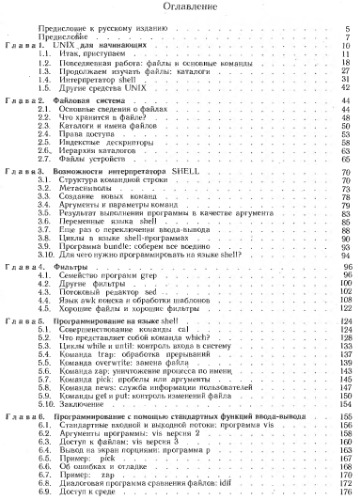 Оглавление
Предисловие к русскому изданию 5
Предисловие 7
Глава 1. UNIX для начинающих 10
1.1. Итак, приступаем 11
1.2. Повседневная работа: файлы и основные команды 18
1.3. Продолжаем изучать файлы: каталоги 27
1.4. Интерпретатор shell 31
1.5. Другие средства UNIX 42
Глава 2. Файловая система 44
2.1. Основные сведения о файлах 44
2.2. Что хранится в файле? 48
2.3. Каталоги и имена файлов 50
2.4. Права доступа 53
2.5. Индексные дескрипторы 58
2.6. Иерархия каталогов 63
2.7. Файлы устройств 65
Глава 3. Возможности интерпретатора SHELL 70
3.1. Структура командной строки 70
3.2. Метасимволы 73
3.3. Создание новых команд 78
3.4. Аргументы и параметры команд 79
3.5. Результат выполнения программы в качестве аргумента 83
3.6. Переменные языка shell 85
3.7. Еще раз о переключении ввода-вывода 88
3.8. Циклы в языке shell-программах 90
3.9. Программа bundle: соберем все воедино 93
3.10. Для чего нужно программировать на языке shell? 94
Глава 4. Фильтры 96
4.1. Семейство программ grep 96
4.2. Другие фильтры 100
4.3. Потоковый редактор sed 102
4.4. Язык awk поиска и обработки шаблонов 108
4.5. Хорошие файлы и хорошие фильтры 122
Глава 5. Программирование на языке shell 124
5.1. Совершенствование команды cal 124
5.2. Что представляет собой команда which? 128
5.3. Циклы while и until: контроль входа в систему 133
5.4. Команда trap: обработка прерываний 137
5.5. Команда overwrite: замена файла 139
5.6. Команда zap: уничтожение процесса по имени 143
5.7. Команда pick: пробелы или аргументы 145
5.8. Команда news: служба информации пользователей 147
5.9. Команды get и put: контроль изменений файла 150
5.10. Заключение 154
Глава 6. Программирование с помощью стандартных функций ввода-вывода 155
6.1. Стандартные входной и выходной потоки: программа vis 156
6.2. Аргументы программы: vis версия 2 158
6.3. Доступ к файлам: vis версия 3 160
6.4. Вывод на экран порциями: программа p 163
6.5. Пример: pick 167
6.6. Об ошибках и отладке 168
6.7. Пример: zap 170
6.8. Диалоговая программа сравнения файлов: idiff 172
6.9. Доступ к среде 178